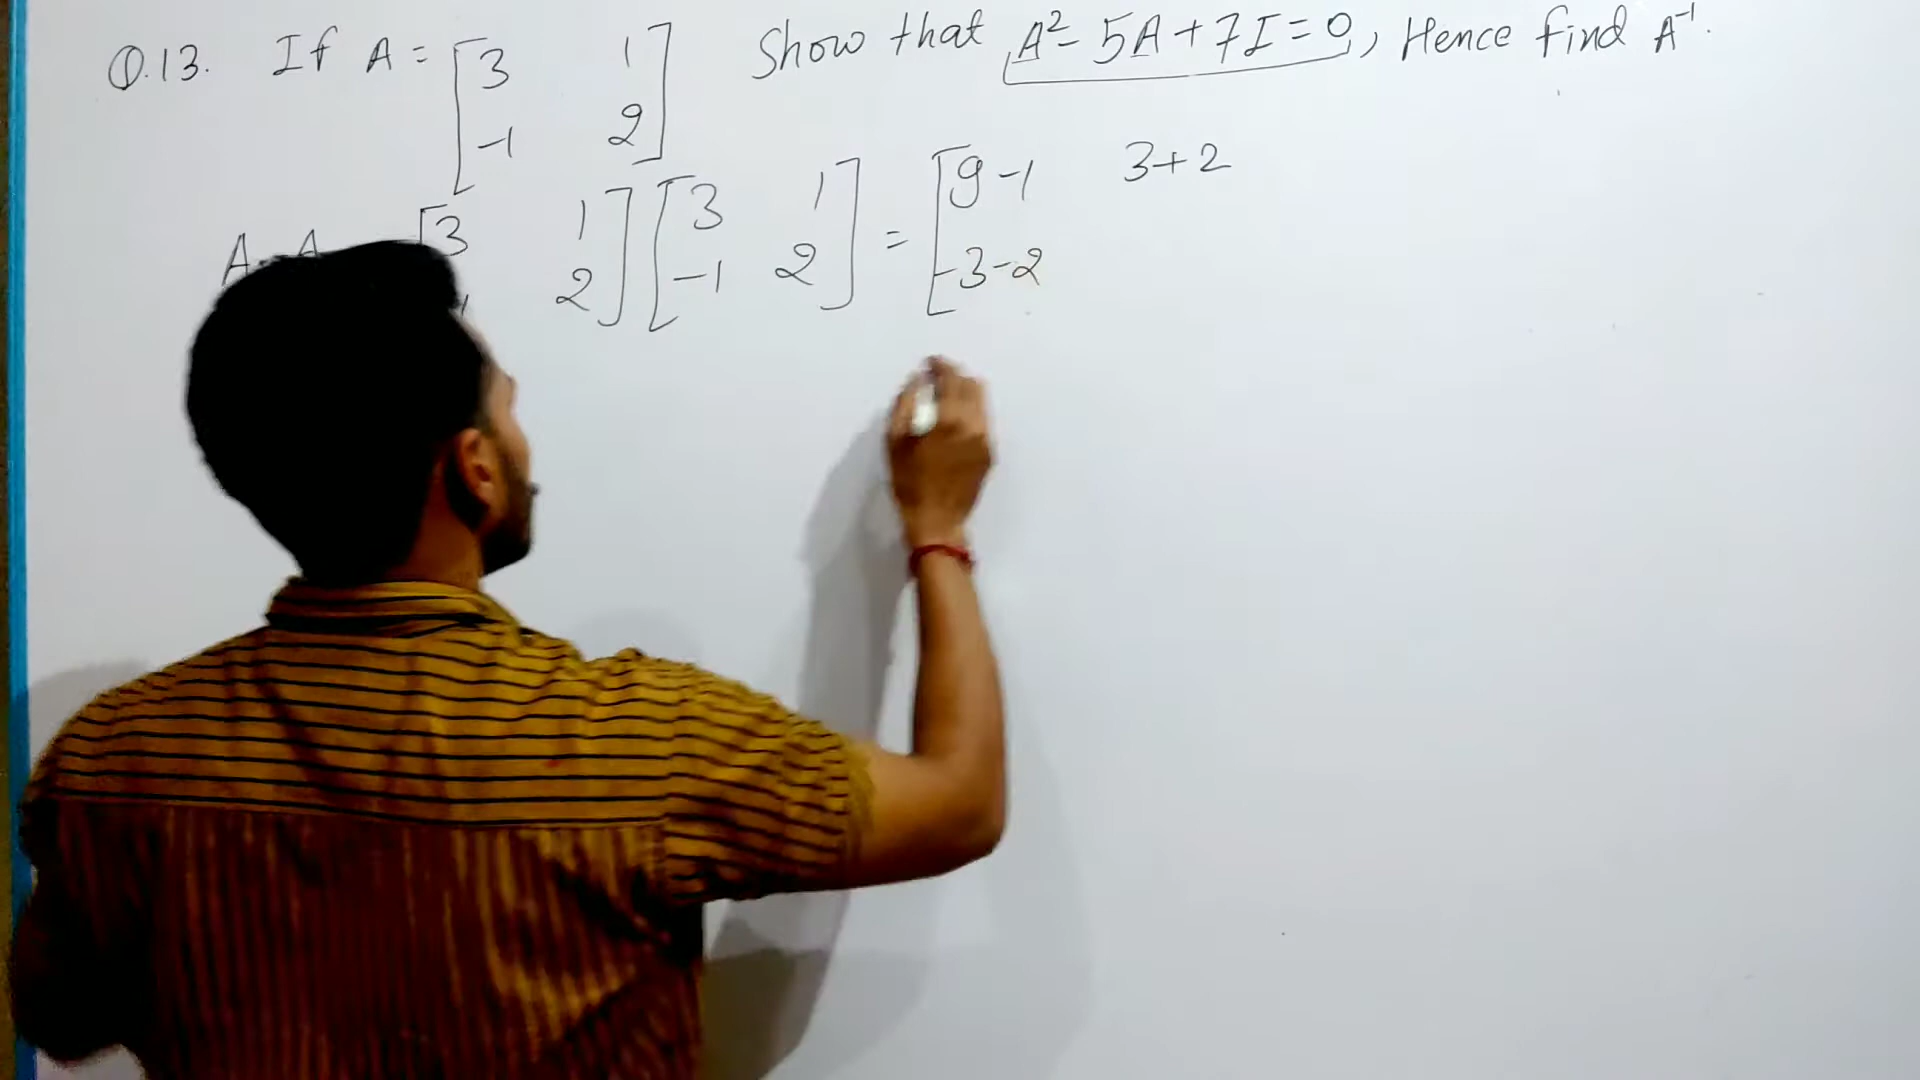 Q.13. If A = [3 1 Show that A² - 5A + 7I = 0, Hence find A⁻¹.
-1 2]
A A [3 1 2] [3 1 -1 2] = [9-1 3+2
-3-2